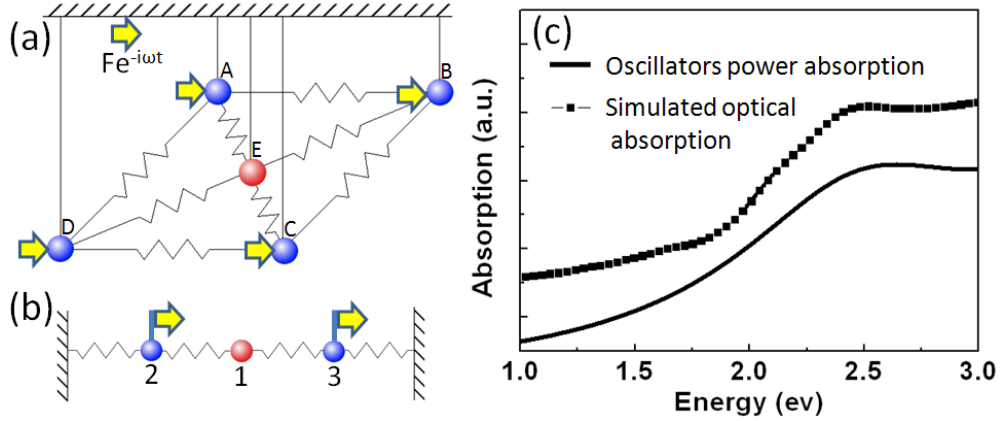 (a)
Fe^-iωt
A
B
E
D
C
(b)
2
1
3
(c)
Oscillators power absorption
Simulated optical
absorption
Absorption (a.u.)
1.0
1.5
2.0
2.5
3.0
Energy (ev)